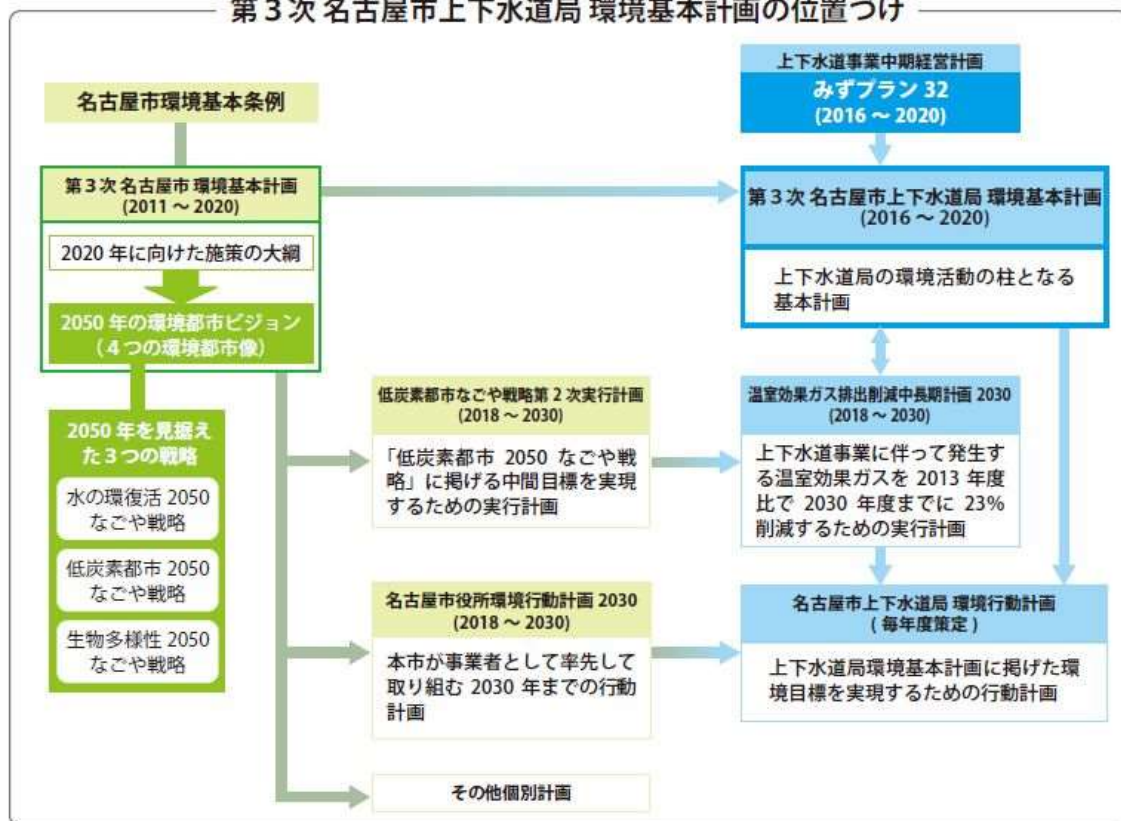 第3次 名古屋市上下水道局 環境基本計画の位置づけ
名古屋市環境基本条例
第3次 名古屋市 環境基本計画
(2011 ~ 2020)
2020 年に向けた施策の大綱
2050 年の環境都市ビジョン
(4つの環境都市像)
2050 年を見据え
た3つの戦略
水の環復活 2050
なごや戦略
低炭素都市 2050
なごや戦略
生物多様性 2050
なごや戦略
低炭素都市なごや戦略第 2 次実行計画
(2018 ~ 2030)
「低炭素都市 2050 なごや戦
略」に掲げる中間目標を実現
するための実行計画
名古屋市役所環境行動計画 2030
(2018 ~ 2030)
本市が事業者として率先して
取り組む 2030 年までの行動
計画
その他個別計画
上下水道事業中期経営計画
みずプラン 32
(2016 ~ 2020)
第3次 名古屋市上下水道局 環境基本計画
(2016 ~ 2020)
上下水道局の環境活動の柱となる
基本計画
温室効果ガス排出削減中長期計画 2030
(2018 ~ 2030)
上下水道事業に伴って発生す
る温室効果ガスを 2013 年度
比で 2030 年度までに 23%
削減するための実行計画
名古屋市上下水道局 環境行動計画
( 毎年度策定 )
上下水道局環境基本計画に掲げた環
境目標を実現するための行動計画